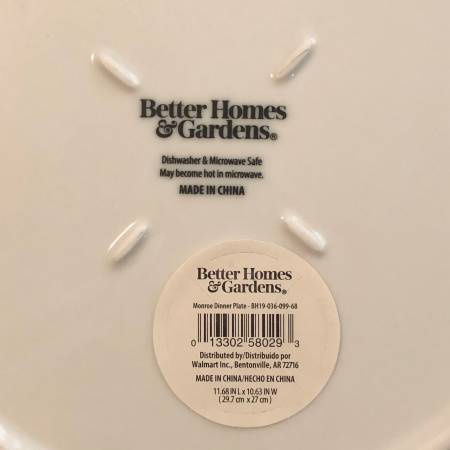 Better Homes
& Gardens®
Dishwasher & Microwave Safe
May become hot in microwave.
MADE IN CHINA
Better Homes
& Gardens®
Monroe Dinner Plate - BH19-036-099-68
0 13302 58029 3
Distributed by/Distribuido por
Walmart Inc., Bentonville, AR 72716
MADE IN CHINA/HECHO EN CHINA
11.68 IN L x 10.63 IN W
( 29.7 cm x 27 cm )